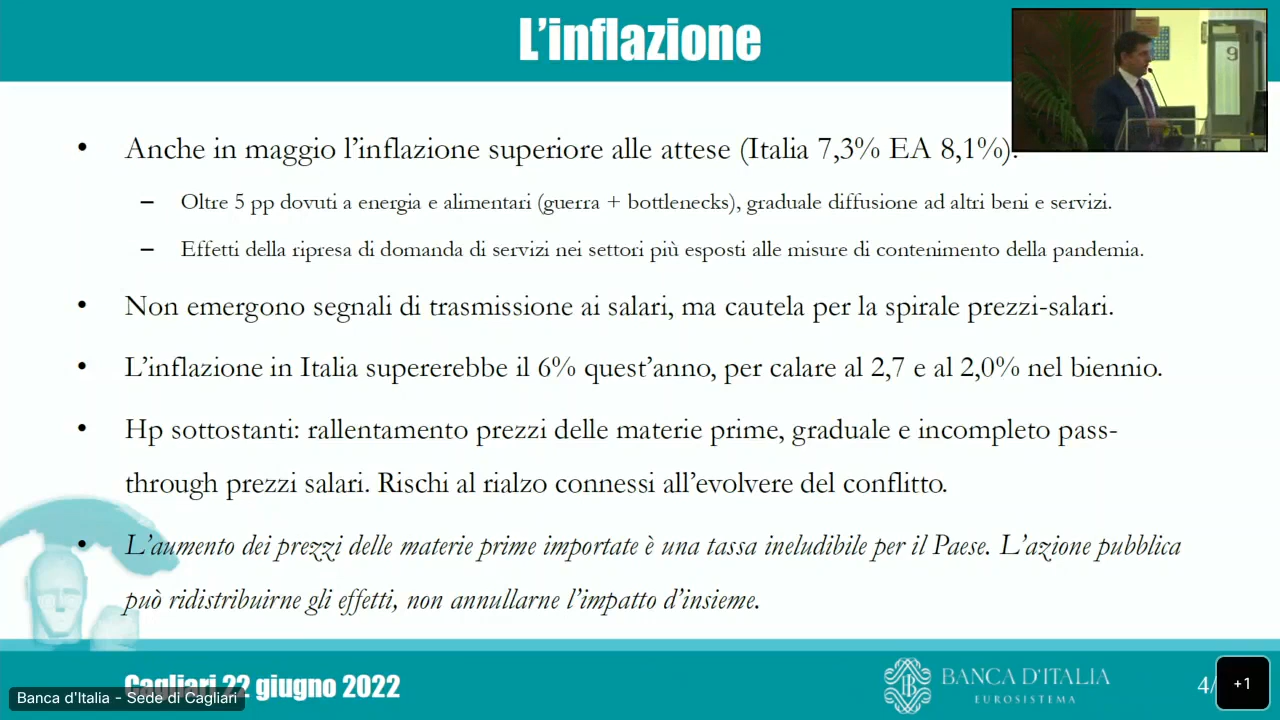 L'inflazione
9
• Anche in maggio l'inflazione superiore alle attese (Italia 7,3% EA 8,1%).
– Oltre 5 pp dovuti a energia e alimentari (guerra + bottlenecks), graduale diffusione ad altri beni e servizi.
– Effetti della ripresa di domanda di servizi nei settori più esposti alle misure di contenimento della pandemia.
• Non emergono segnali di trasmissione ai salari, ma cautela per la spirale prezzi-salari.
• L'inflazione in Italia supererebbe il 6% quest'anno, per calare al 2,7 e al 2,0% nel biennio.
• Hp sottostanti: rallentamento prezzi delle materie prime, graduale e incompleto pass-
through prezzi salari. Rischi al rialzo connessi all'evolvere del conflitto.
• L'aumento dei prezzi delle materie prime importate è una tassa ineludibile per il Paese. L'azione pubblica
può ridistribuirne gli effetti, non annullarne l'impatto d'insieme.
Cagliari 22 giugno 2022
Banca d'Italia - Sede di Cagliari
BANCA D'ITALIA
EUROSISTEMA
4/
+1